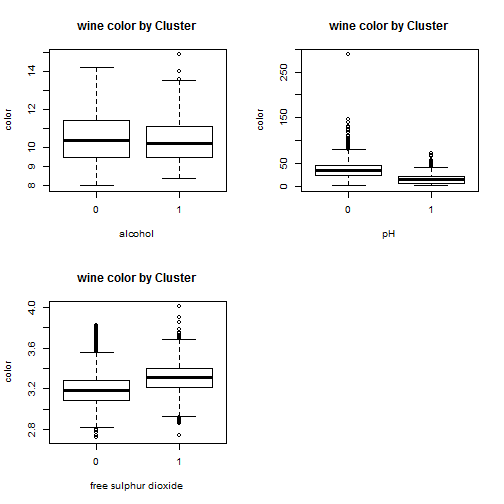 wine color by Cluster
color
14
12
10
9
8
0
1
alcohol
wine color by Cluster
color
250
150
50
0
0
1
pH
wine color by Cluster
color
4.0
3.6
3.2
2.8
0
1
free sulphur dioxide